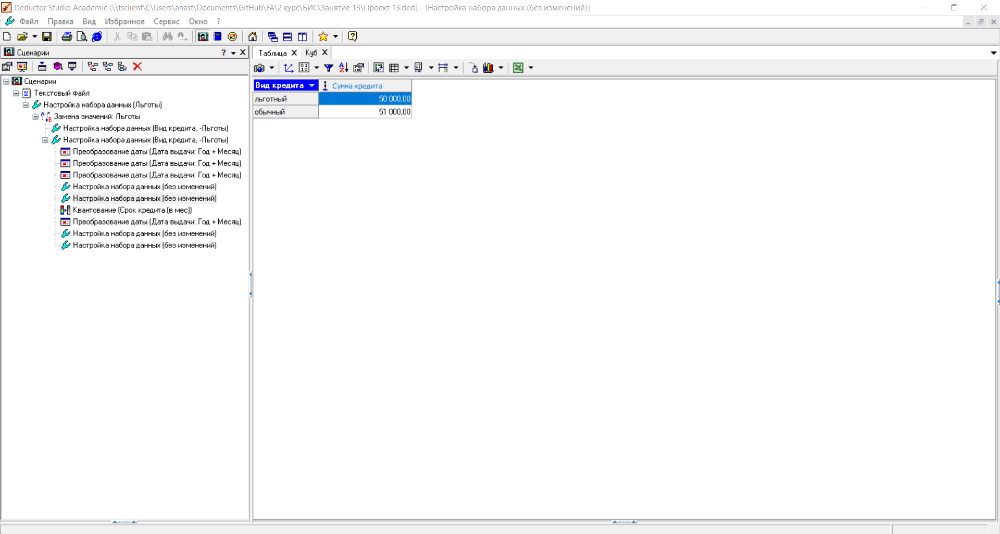 Deductor Studio Academic (\\tsclient\C\Users\anast\Documents\GitHub\FA\2 курс\БИС\Занятие 13\Проект 13.ded) - [Настройка набора данных (без изменений)]
Файл Правка Вид Избранное Сервис Окно ?
Сценарии
Таблица Куб
Сценарии
Текстовый файл
Настройка набора данных (Льготы)
Замена значений: Льготы
Настройка набора данных (Вид кредита, -Льготы)
Настройка набора данных (Вид кредита, -Льготы)
Преобразование даты (Дата выдачи: Год + Месяц)
Преобразование даты (Дата выдачи: Год + Месяц)
Преобразование даты (Дата выдачи: Год + Месяц)
Настройка набора данных (без изменений)
Настройка набора данных (без изменений)
Квантование (Срок кредита (в мес))
Преобразование даты (Дата выдачи: Год + Месяц)
Настройка набора данных (без изменений)
Настройка набора данных (без изменений)
Вид кредита Сумма кредита
льготный 50 000,00
обычный 51 000,00